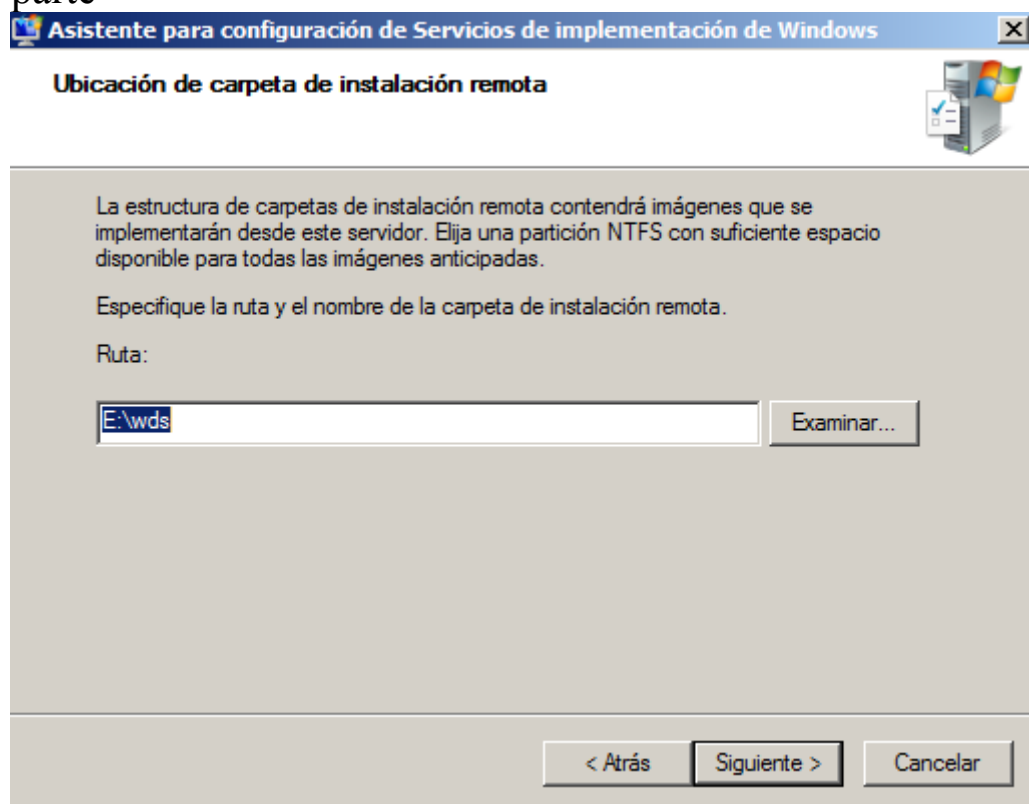 parte
Asistente para configuración de Servicios de implementación de Windows
Ubicación de carpeta de instalación remota
La estructura de carpetas de instalación remota contendrá imágenes que se
implementarán desde este servidor. Elija una partición NTFS con suficiente espacio
disponible para todas las imágenes anticipadas.
Especifique la ruta y el nombre de la carpeta de instalación remota.
Ruta:
E:\wds
Examinar...
< Atrás
Siguiente >
Cancelar